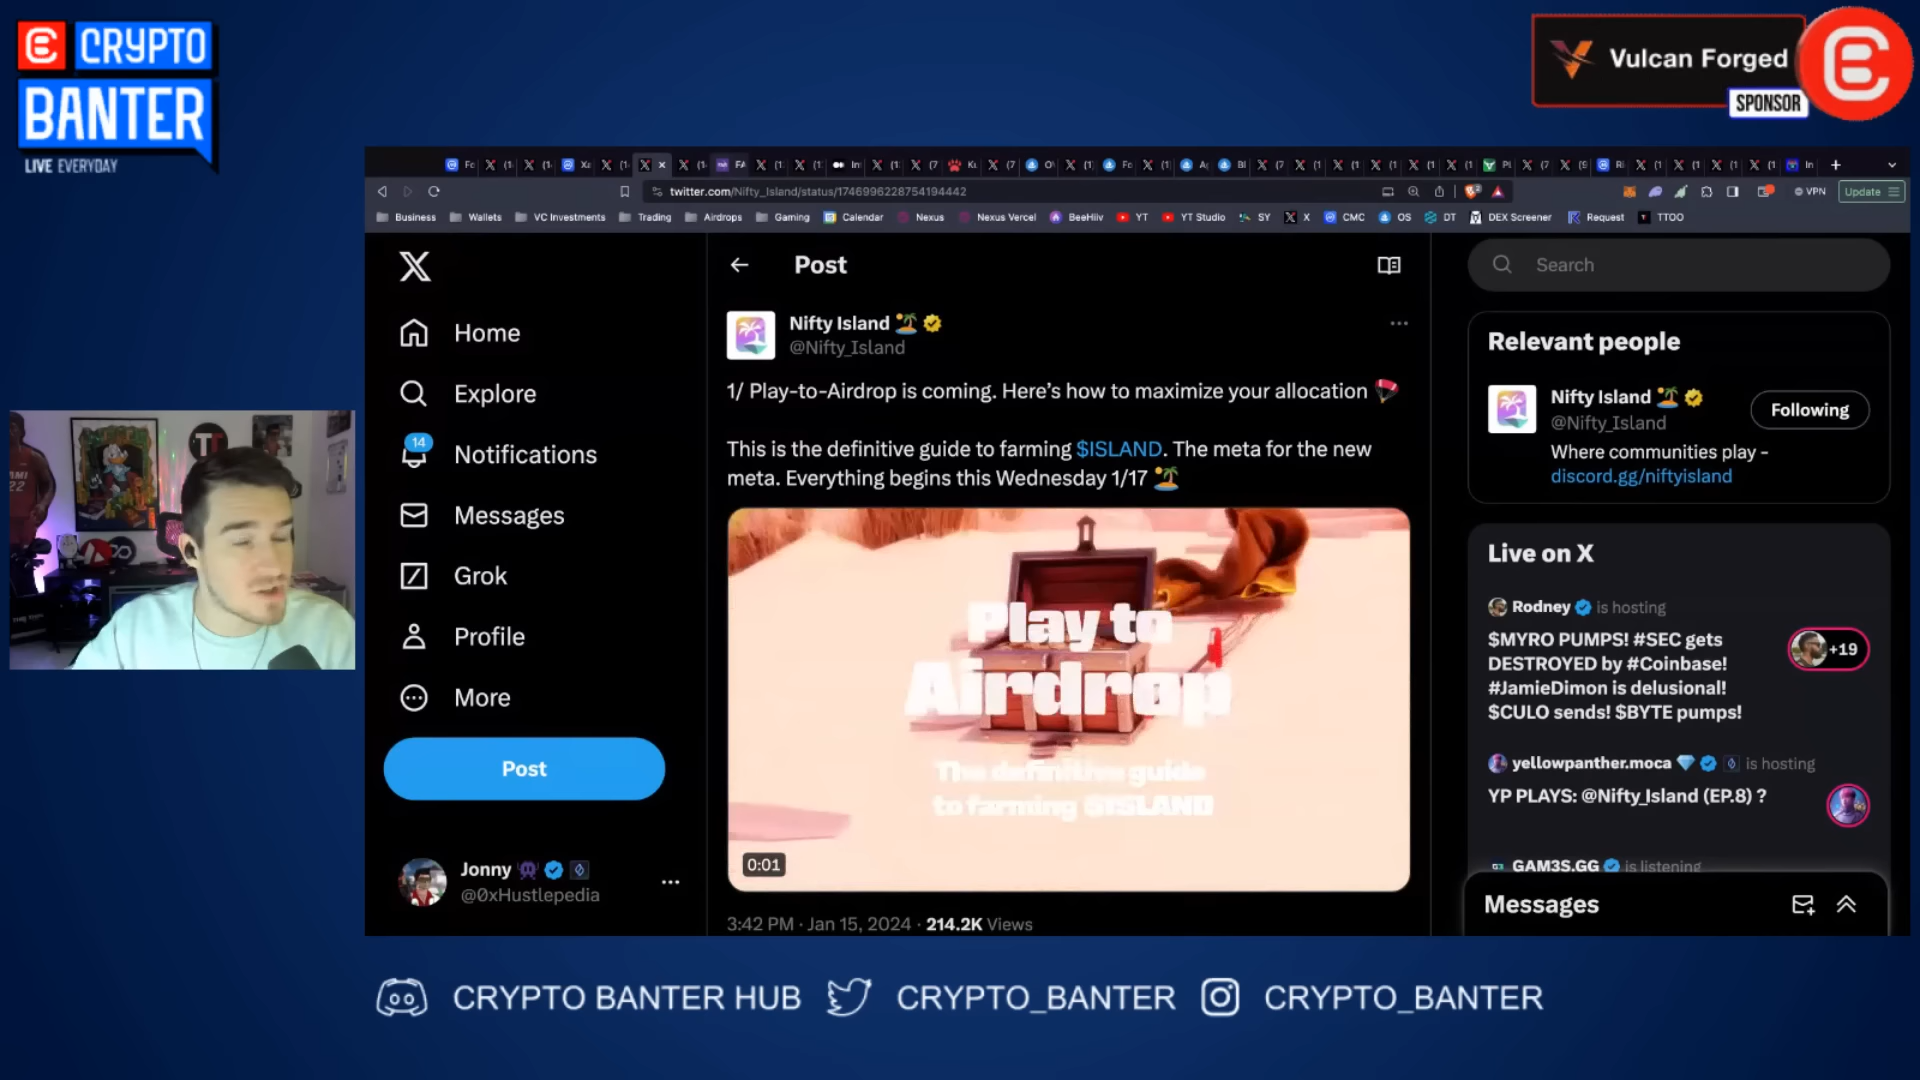 CRYPTO
BANTER
LIVE EVERYDAY
Vulcan Forged
SPONSOR
twitter.com/Nifty_Island/status/1746996228754194442
VPN
Update
Business
Wallets
VC Investments
Trading
Airdrops
Gaming
Calendar
Nexus
Nexus Vercel
BeeHiiv
YT
YT Studio
SY
X
CMC
OS
DT
DEX Screener
Request
TTOO
Home
Explore
14
Notifications
Messages
Grok
Profile
More
Post
Jonny
@0xHustlepedia
Post
Nifty Island
@Nifty_Island
1/ Play-to-Airdrop is coming. Here's how to maximize your allocation
This is the definitive guide to farming $ISLAND. The meta for the new
meta. Everything begins this Wednesday 1/17
Play to
Airdrop
The definitive guide
to farming $ISLAND
0:01
3:42 PM · Jan 15, 2024 · 214.2K Views
Search
Relevant people
Nifty Island
@Nifty_Island
Following
Where communities play -
discord.gg/niftyisland
Live on X
Rodney is hosting
$MYRO PUMPS! #SEC gets
DESTROYED by #Coinbase!
#JamieDimon is delusional!
$CULO sends! $BYTE pumps!
+19
yellowpanther.moca is hosting
YP PLAYS: @Nifty_Island (EP.8) ?
GAM3S.GG is listening
Messages
CRYPTO BANTER HUB
CRYPTO_BANTER
CRYPTO_BANTER